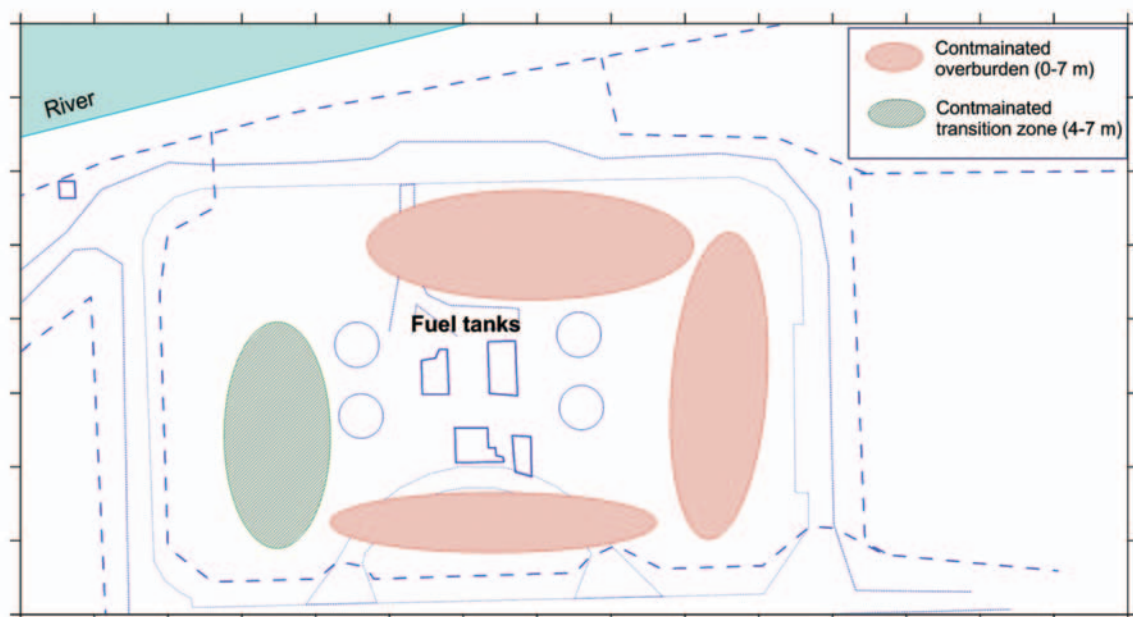 River
Contmainated
overburden (0-7 m)
Contmainated
transition zone (4-7 m)
Fuel tanks